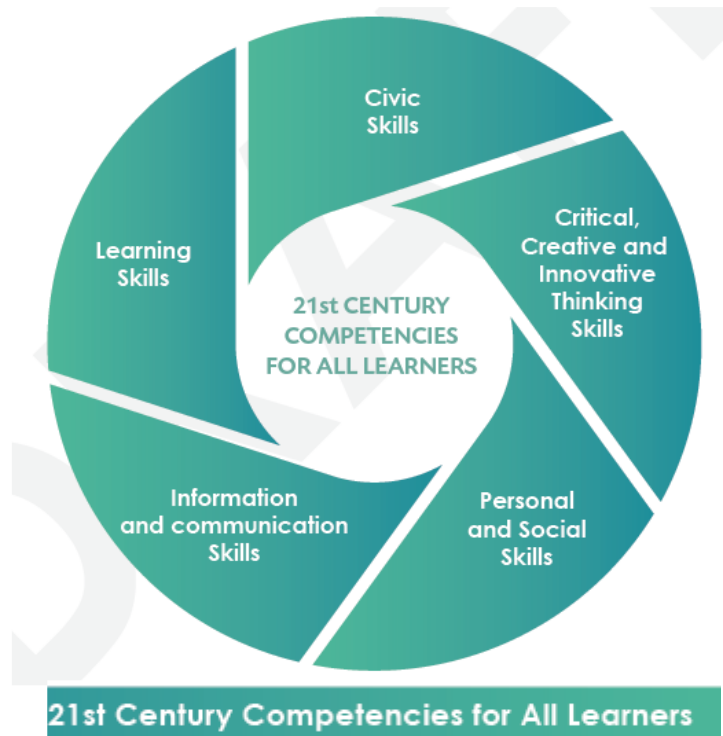 Civic
Skills
Critical,
Creative and
Innovative
Thinking
Skills
Learning
Skills
21st CENTURY
COMPETENCIES
FOR ALL LEARNERS
Information
and communication
Skills
Personal
and Social
Skills
21st Century Competencies for All Learners